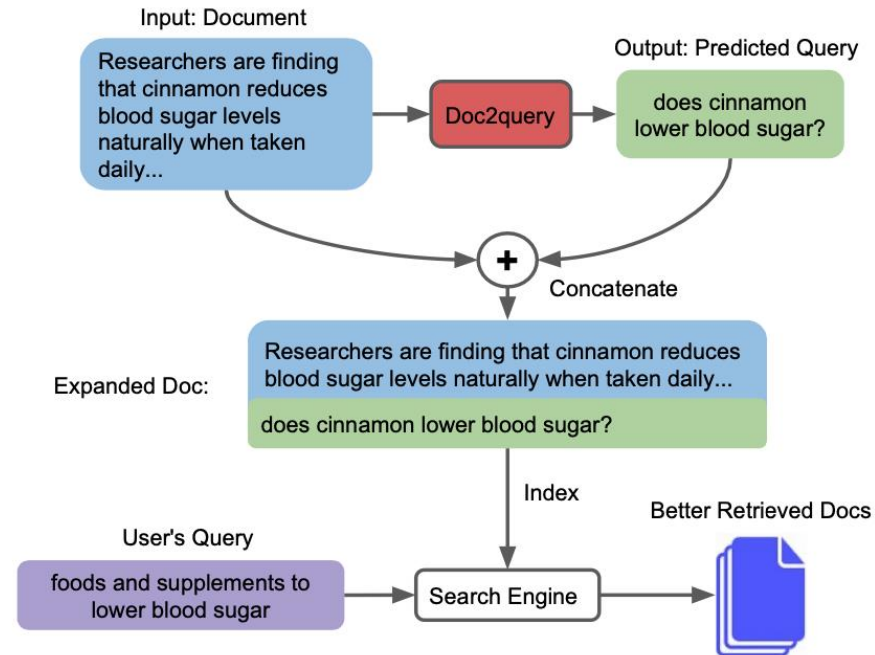 Input: Document
Researchers are finding
that cinnamon reduces
blood sugar levels
naturally when taken
daily...
Doc2query
Output: Predicted Query
does cinnamon
lower blood sugar?
+
Concatenate
Expanded Doc:
Researchers are finding that cinnamon reduces
blood sugar levels naturally when taken daily...
does cinnamon lower blood sugar?
Index
User's Query
foods and supplements to
lower blood sugar
Search Engine
Better Retrieved Docs